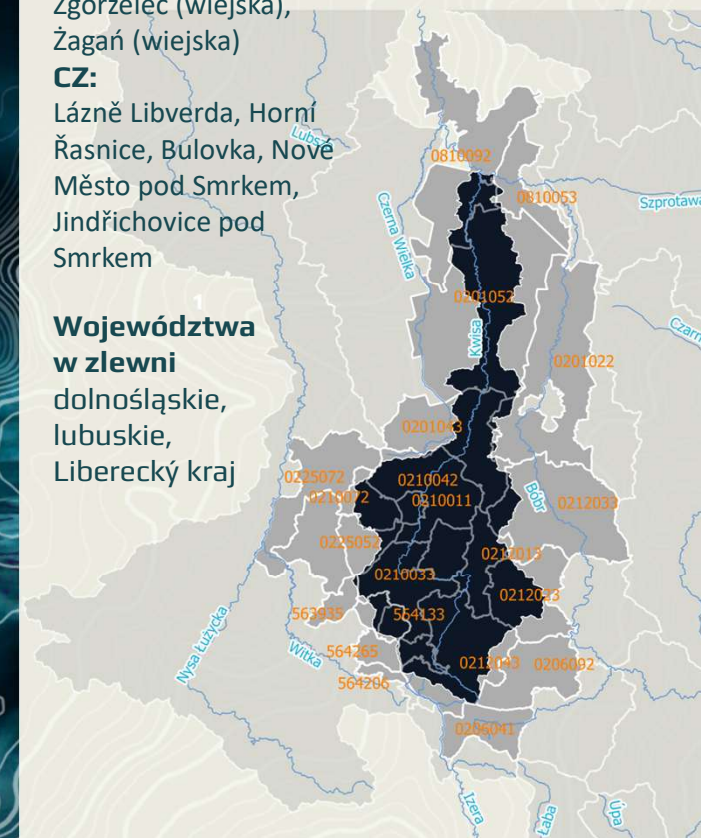 Zgorzelec (wiejska),
Żagań (wiejska)
CZ:
Lázně Libverda, Horní
Řasnice, Bulovka, Nové
Město pod Smrkem,
Jindřichovice pod
Smrkem
Województwa
w zlewni
dolnośląskie,
lubuskie,
Liberecký kraj
1
0810092
0810053
Szprotawa
Czerna Wielka
0201052
Kwisa
0201022
0201043
0225072
0210072
0210042
0210011
Bóbr
0212033
0225052
0212013
0210033
0212023
563935
564133
Nysa Łużycka
Witka
564265
0212043
0206092
564206
0206041
Izera
Łaba
Úpa